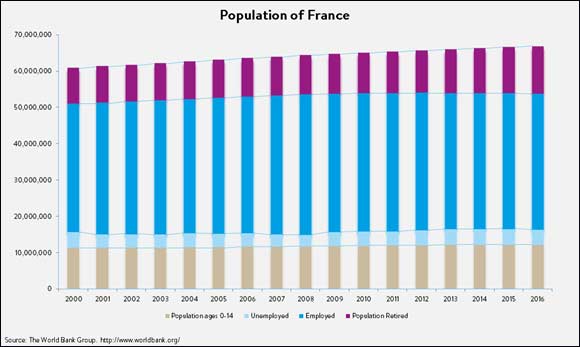 Population of France
70,000,000
60,000,000
50,000,000
40,000,000
30,000,000
20,000,000
10,000,000
0
2000 2001 2002 2003 2004 2005 2006 2007 2008 2009 2010 2011 2012 2013 2014 2015 2016
Population ages 0-14 Unemployed Employed Population Retired
Source: The World Bank Group. http://www.worldbank.org/